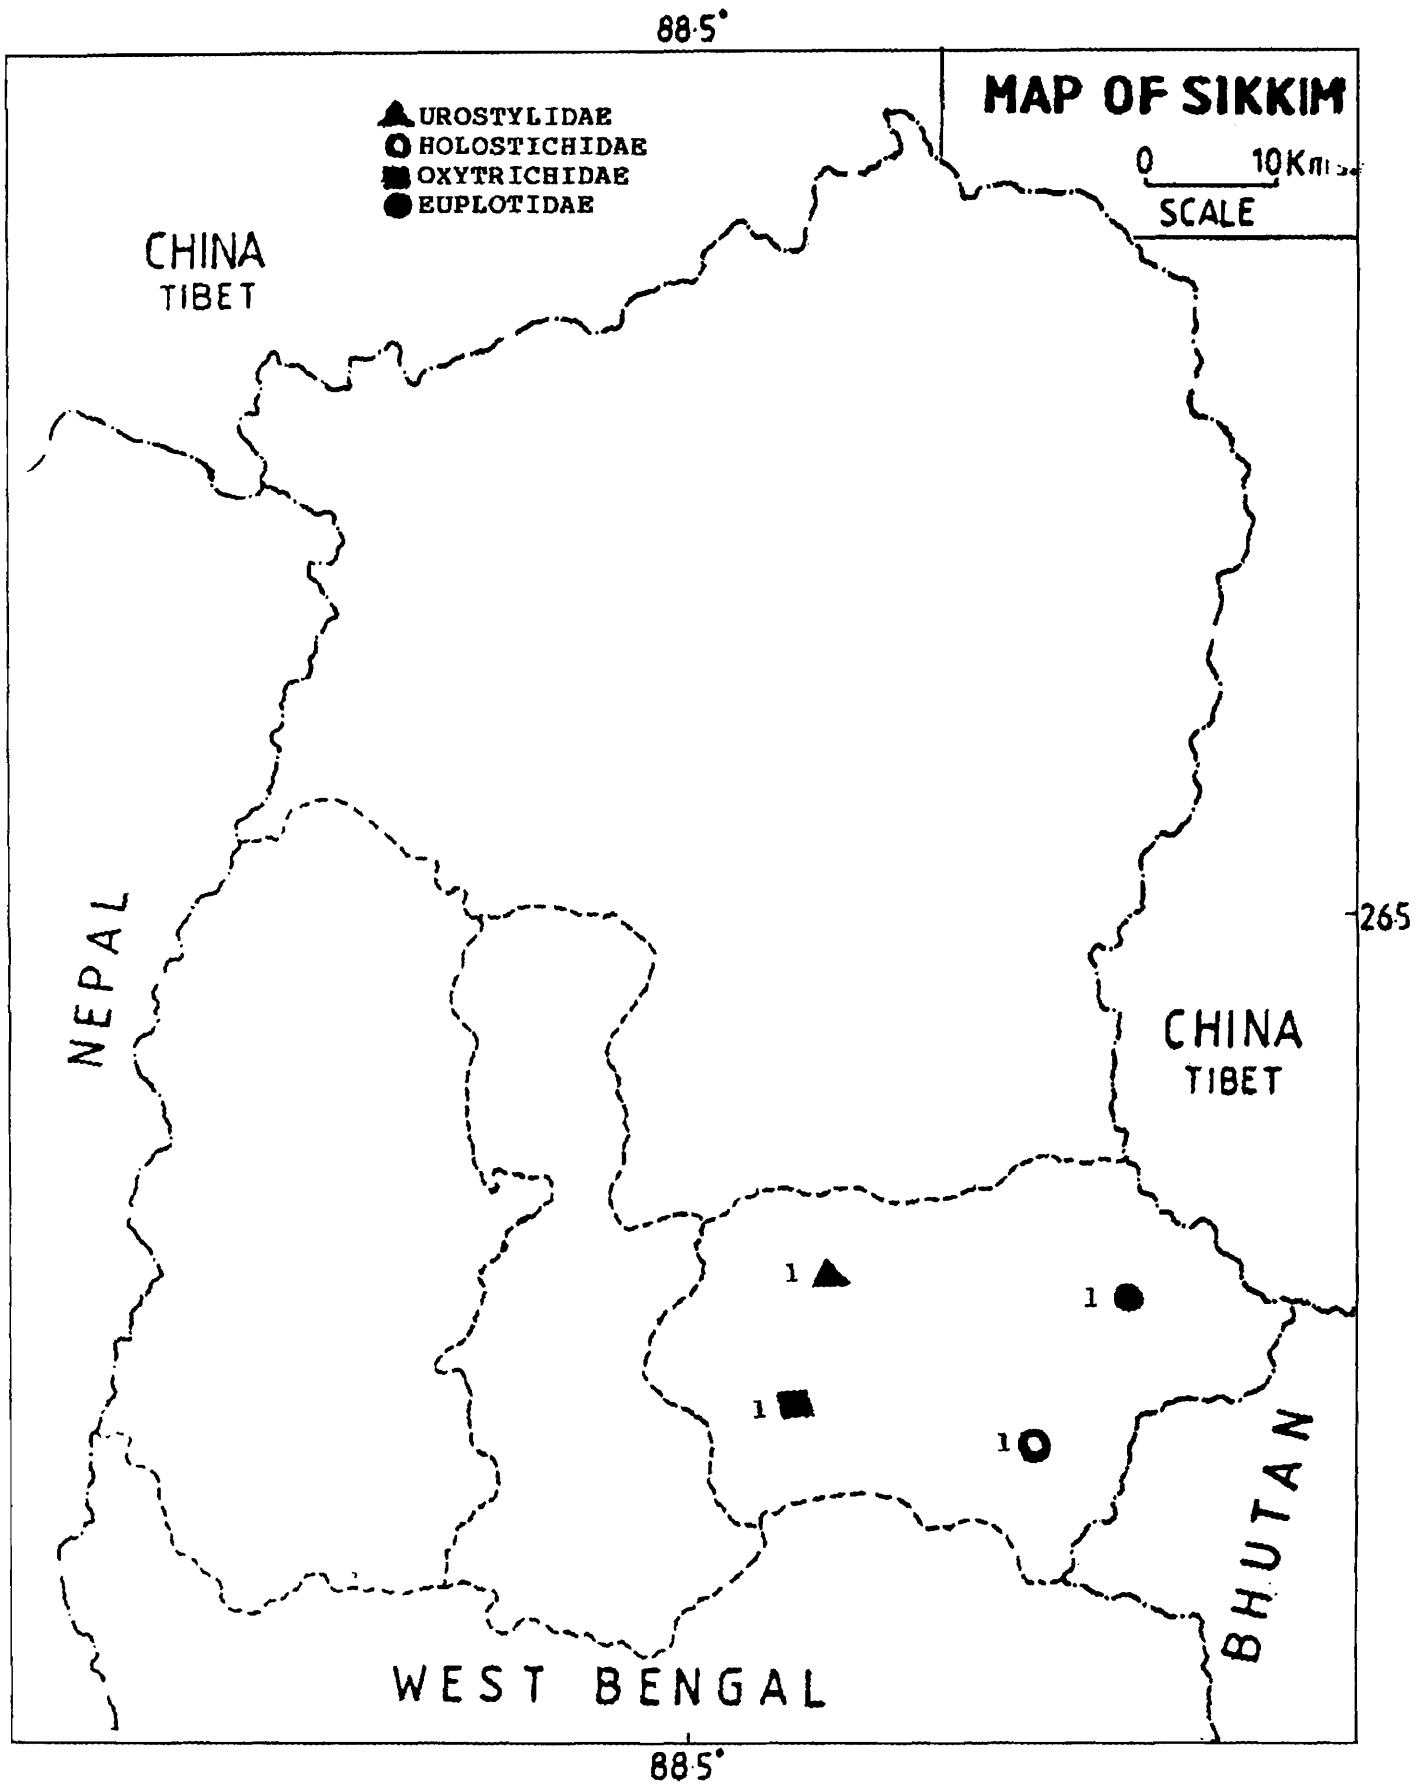 88·5°
MAP OF SIKKIM
0 10Kms.
SCALE
UROSTYLIDAE
HOLOSTICHIDAE
OXYTRICHIDAE
EUPLOTIDAE
CHINA
TIBET
NEPAL
26·5
CHINA
TIBET
1
1
1
1
BHUTAN
WEST BENGAL
88·5°